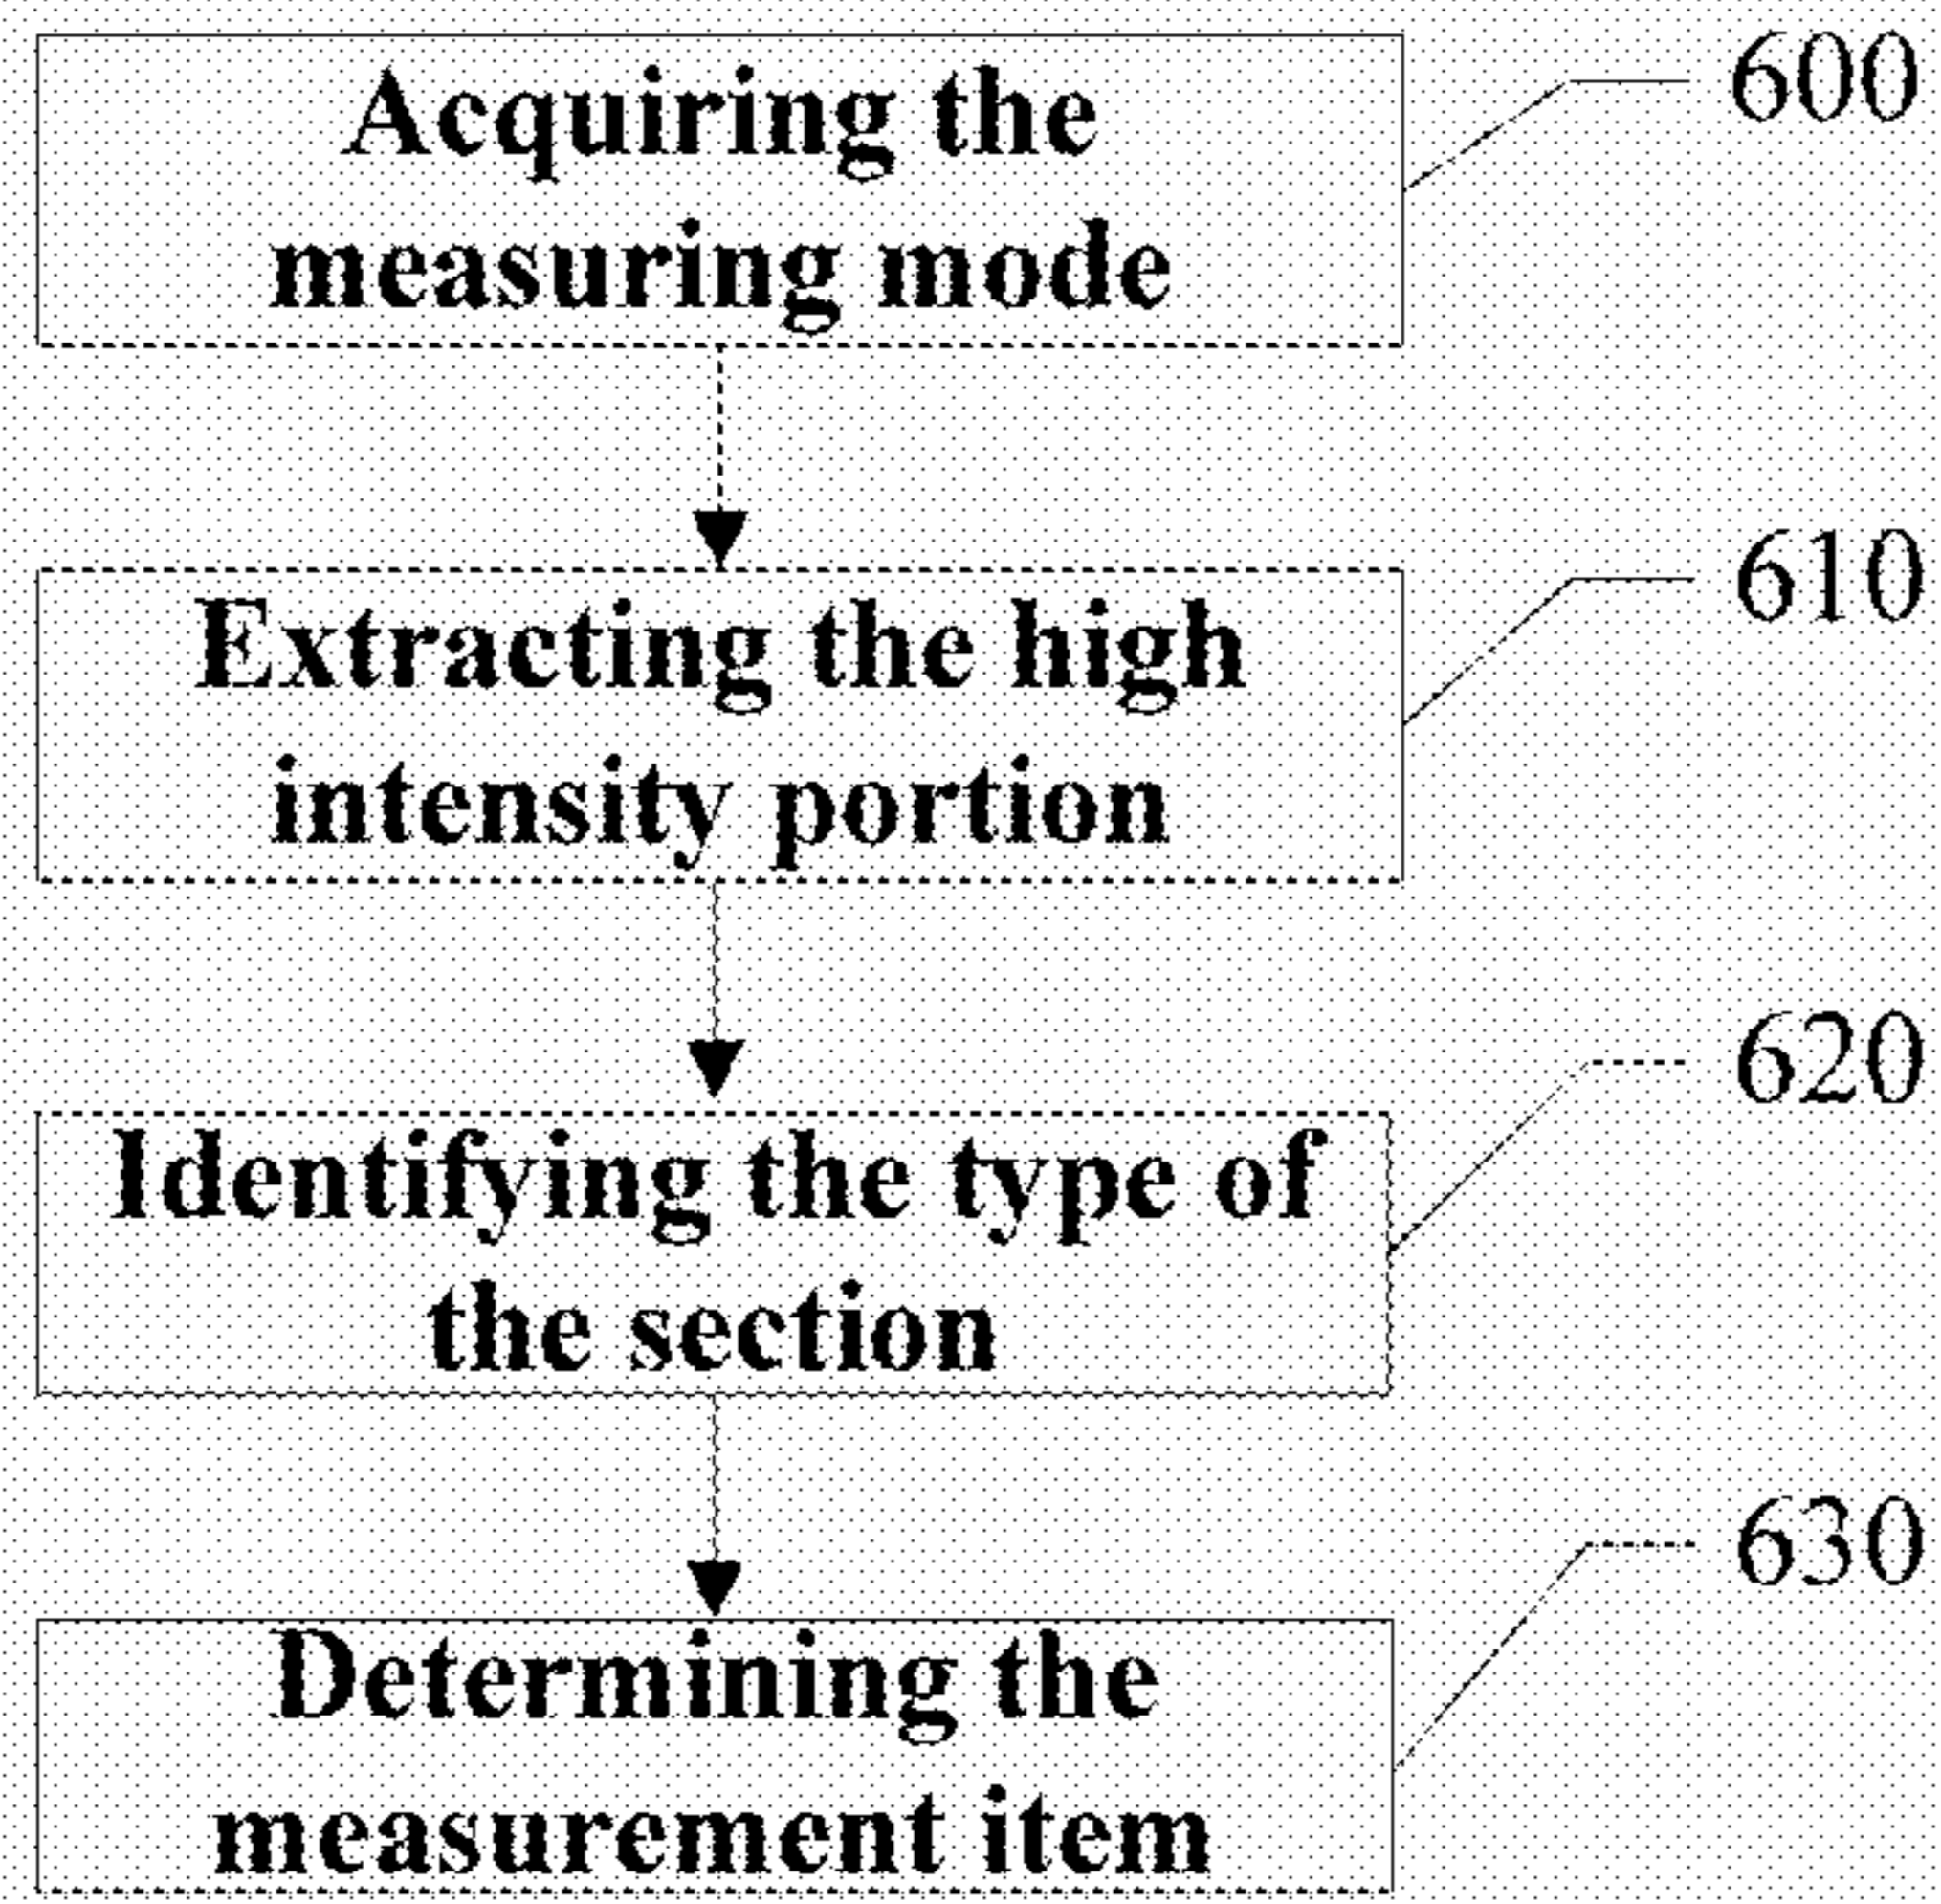 Acquiring the
measuring mode
600
Extracting the high
intensity portion
610
Identifying the type of
the section
620
Determining the
measurement item
630